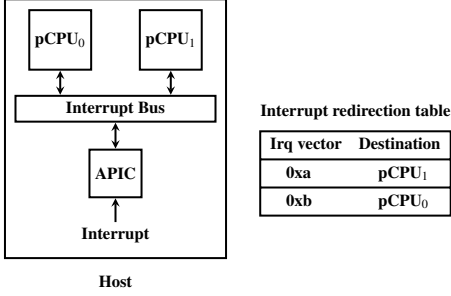 pCPU₀ pCPU₁
Interrupt Bus
APIC
Interrupt
Host
Interrupt redirection table
Irq vector Destination
0xa pCPU₁
0xb pCPU₀